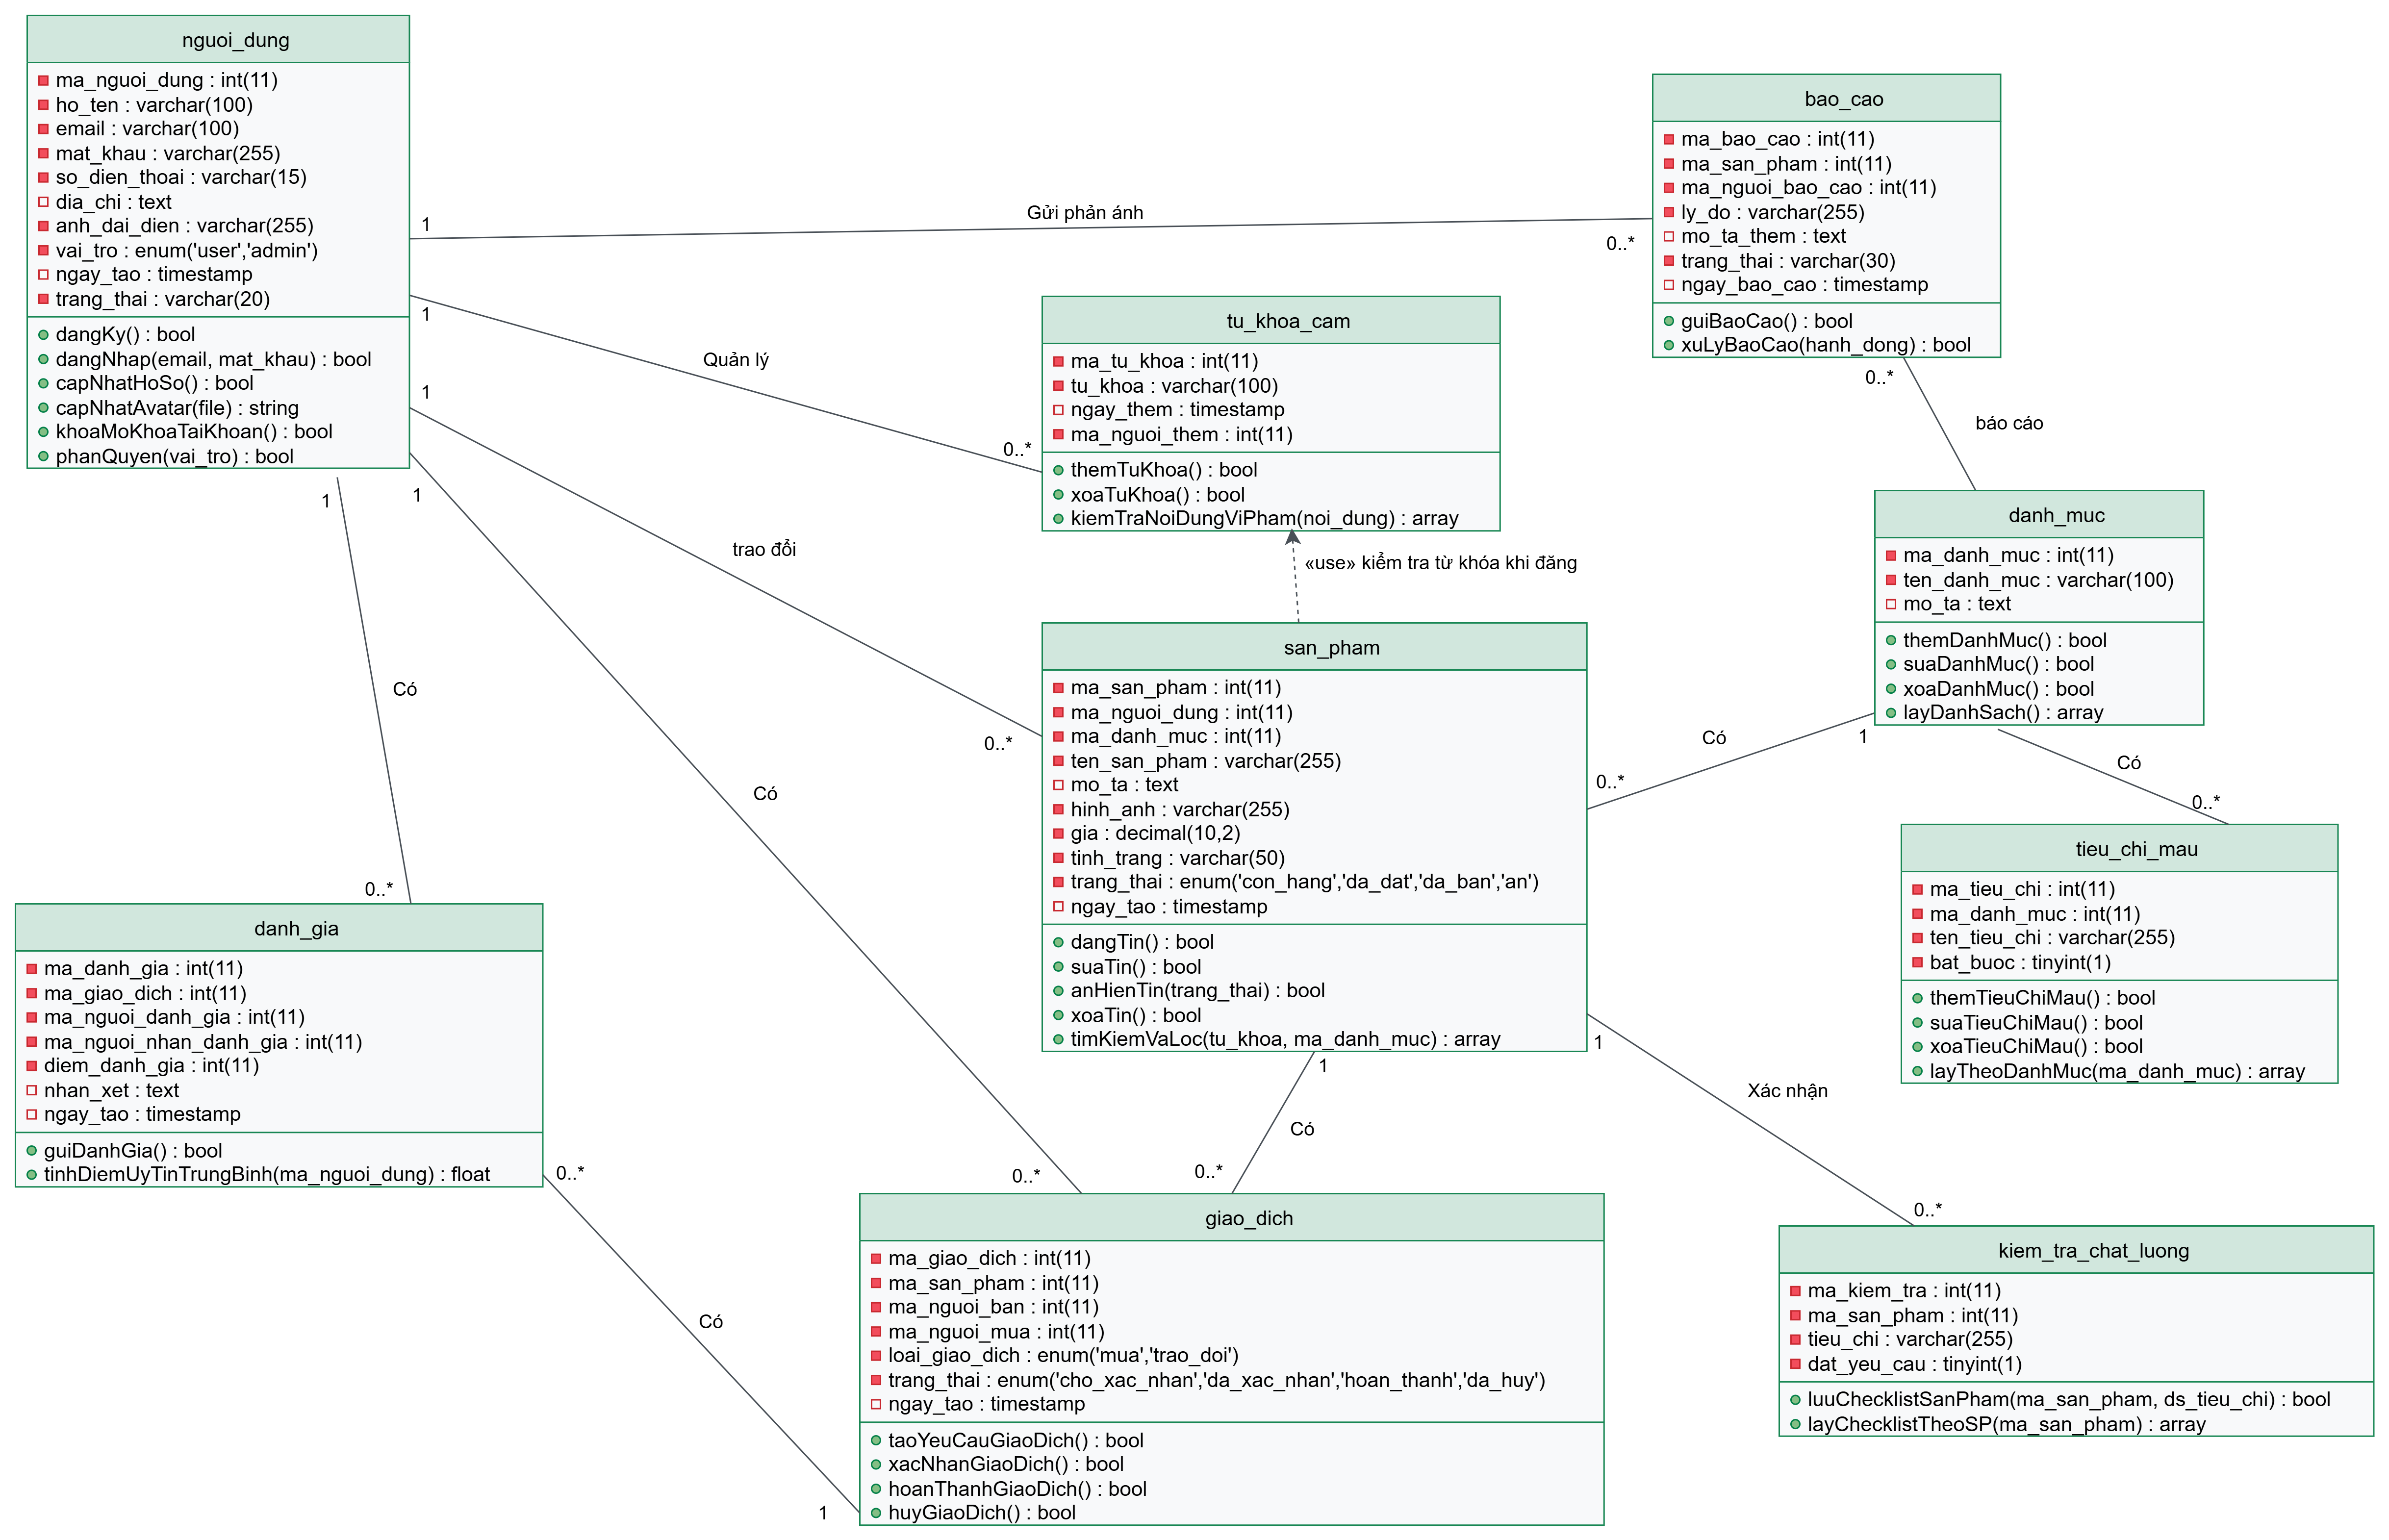 nguoi_dung
ma_nguoi_dung : int(11)
ho_ten : varchar(100)
email : varchar(100)
mat_khau : varchar(255)
so_dien_thoai : varchar(15)
dia_chi : text
anh_dai_dien : varchar(255)
vai_tro : enum('user','admin')
ngay_tao : timestamp
trang_thai : varchar(20)
dangKy() : bool
dangNhap(email, mat_khau) : bool
capNhatHoSo() : bool
capNhatAvatar(file) : string
khoaMoKhoaTaiKhoan() : bool
phanQuyen(vai_tro) : bool
1
Gửi phản ánh
0..*
bao_cao
ma_bao_cao : int(11)
ma_san_pham : int(11)
ma_nguoi_bao_cao : int(11)
ly_do : varchar(255)
mo_ta_them : text
trang_thai : varchar(30)
ngay_bao_cao : timestamp
guiBaoCao() : bool
xuLyBaoCao(hanh_dong) : bool
1
Quản lý
0..*
tu_khoa_cam
ma_tu_khoa : int(11)
tu_khoa : varchar(100)
ngay_them : timestamp
ma_nguoi_them : int(11)
themTuKhoa() : bool
xoaTuKhoa() : bool
kiemTraNoiDungViPham(noi_dung) : array
0..*
báo cáo
danh_muc
ma_danh_muc : int(11)
ten_danh_muc : varchar(100)
mo_ta : text
themDanhMuc() : bool
suaDanhMuc() : bool
xoaDanhMuc() : bool
layDanhSach() : array
1
trao đổi
0..*
«use» kiểm tra từ khóa khi đăng
san_pham
ma_san_pham : int(11)
ma_nguoi_dung : int(11)
ma_danh_muc : int(11)
ten_san_pham : varchar(255)
mo_ta : text
hinh_anh : varchar(255)
gia : decimal(10,2)
tinh_trang : varchar(50)
trang_thai : enum('con_hang','da_dat','da_ban','an')
ngay_tao : timestamp
dangTin() : bool
suaTin() : bool
anHienTin(trang_thai) : bool
xoaTin() : bool
timKiemVaLoc(tu_khoa, ma_danh_muc) : array
1
Có
0..*
Có
0..*
tieu_chi_mau
ma_tieu_chi : int(11)
ma_danh_muc : int(11)
ten_tieu_chi : varchar(255)
bat_buoc : tinyint(1)
themTieuChiMau() : bool
suaTieuChiMau() : bool
xoaTieuChiMau() : bool
layTheoDanhMuc(ma_danh_muc) : array
1
Có
0..*
danh_gia
ma_danh_gia : int(11)
ma_giao_dich : int(11)
ma_nguoi_danh_gia : int(11)
ma_nguoi_nhan_danh_gia : int(11)
diem_danh_gia : int(11)
nhan_xet : text
ngay_tao : timestamp
guiDanhGia() : bool
tinhDiemUyTinTrungBinh(ma_nguoi_dung) : float
1
Có
0..*
1
Có
0..*
0..*
Có
1
giao_dich
ma_giao_dich : int(11)
ma_san_pham : int(11)
ma_nguoi_ban : int(11)
ma_nguoi_mua : int(11)
loai_giao_dich : enum('mua','trao_doi')
trang_thai : enum('cho_xac_nhan','da_xac_nhan','hoan_thanh','da_huy')
ngay_tao : timestamp
taoYeuCauGiaoDich() : bool
xacNhanGiaoDich() : bool
hoanThanhGiaoDich() : bool
huyGiaoDich() : bool
1
Xác nhận
0..*
kiem_tra_chat_luong
ma_kiem_tra : int(11)
ma_san_pham : int(11)
tieu_chi : varchar(255)
dat_yeu_cau : tinyint(1)
luuChecklistSanPham(ma_san_pham, ds_tieu_chi) : bool
layChecklistTheoSP(ma_san_pham) : array